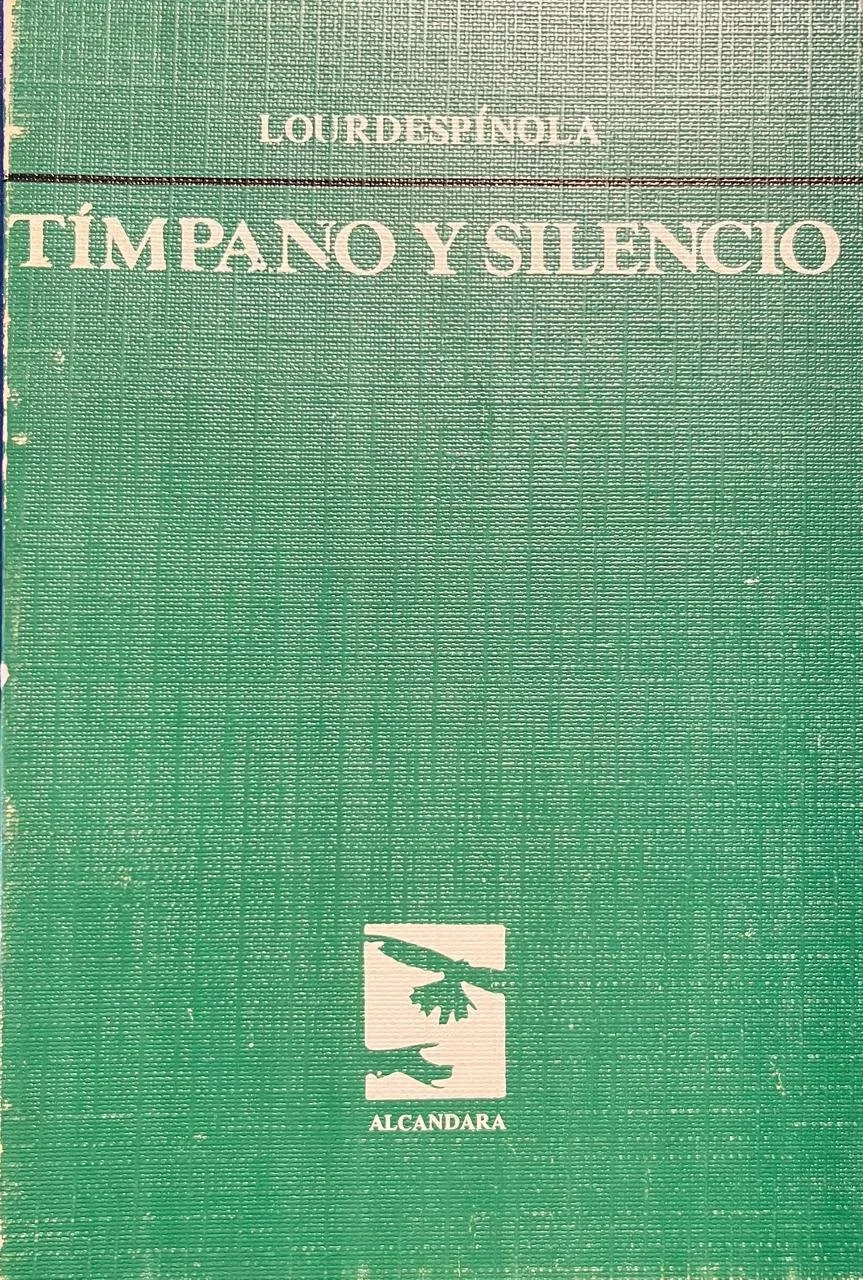 LOURDESPÍNOLA
TÍMPANO Y SILENCIO
ALCANDARA